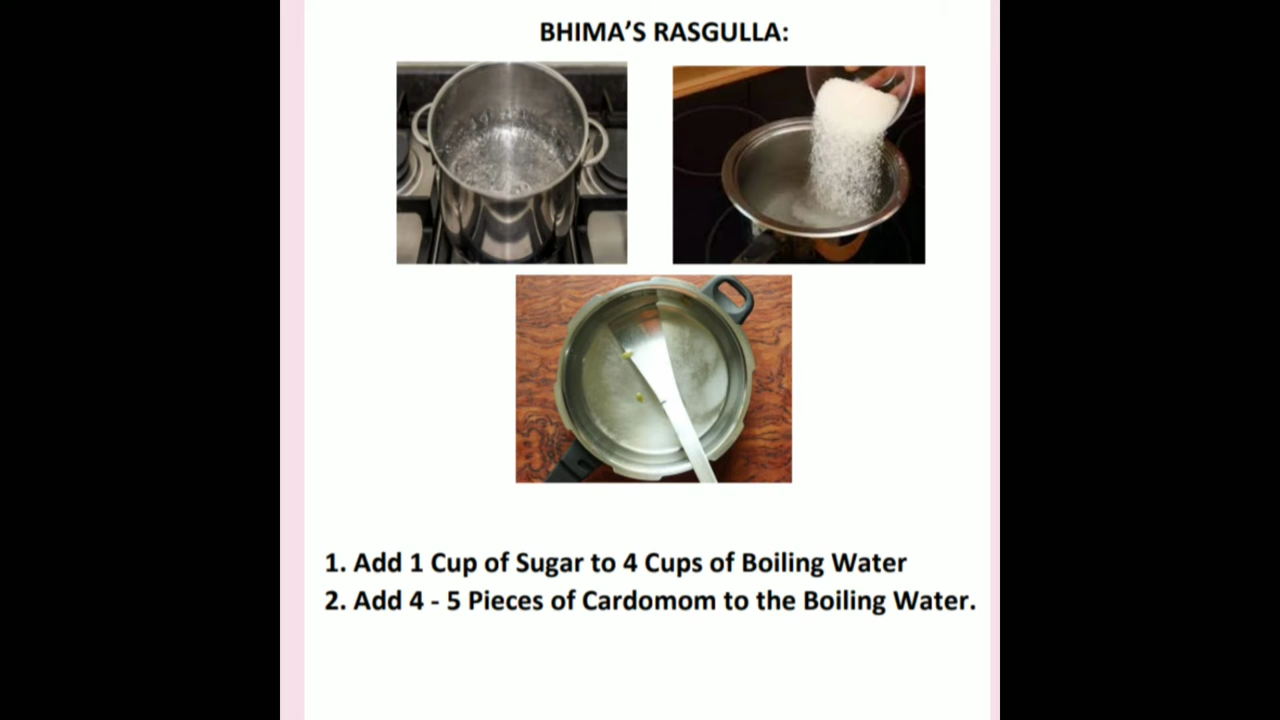 BHIMA’S RASGULLA:
1. Add 1 Cup of Sugar to 4 Cups of Boiling Water
2. Add 4 - 5 Pieces of Cardomom to the Boiling Water.